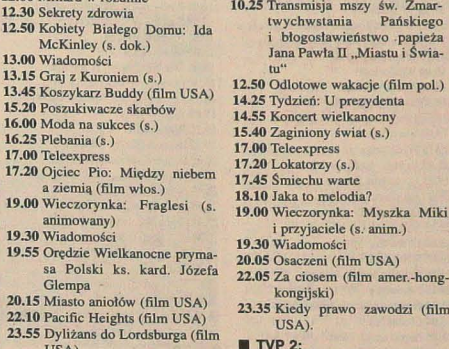 12.30 Sekrety zdrowia
12.50 Kobiety Białego Domu: Ida
McKinley (s. dok.)
13.00 Wiadomości
13.15 Graj z Kuroniem (s.)
13.45 Koszykarz Buddy (film USA)
15.20 Poszukiwacze skarbów
16.00 Moda na sukces (s.)
16.25 Plebania (s.)
17.00 Teleexpress
17.20 Ojciec Pio: Między niebem
a ziemią (film włos.)
19.00 Wieczorynka: Fraglesi (s.
animowany)
19.30 Wiadomości
19.55 Orędzie Wielkanocne pryma-
sa Polski ks. kard. Józefa
Glempa
20.15 Miasto aniołów (film USA)
22.10 Pacific Heights (film USA)
23.55 Dyliżans do Lordsburga (film
USA)
10.25 Transmisja mszy św. Zmar-
twychwstania Pańskiego
i błogosławieństwo papieża
Jana Pawła II „Miastu i Świa-
tu"
12.50 Odlotowe wakacje (film pol.)
14.25 Tydzień: U prezydenta
14.55 Koncert wielkanocny
15.40 Zaginiony świat (s.)
17.00 Teleexpress
17.20 Lokatorzy (s.)
17.45 Śmiechu warte
18.10 Jaka to melodia?
19.00 Wieczorynka: Myszka Miki
i przyjaciele (s. anim.)
19.30 Wiadomości
20.05 Osaczeni (film USA)
22.05 Za ciosem (film amer.-hong-
kongijski)
23.35 Kiedy prawo zawodzi (film
USA).
■ TVP 2: